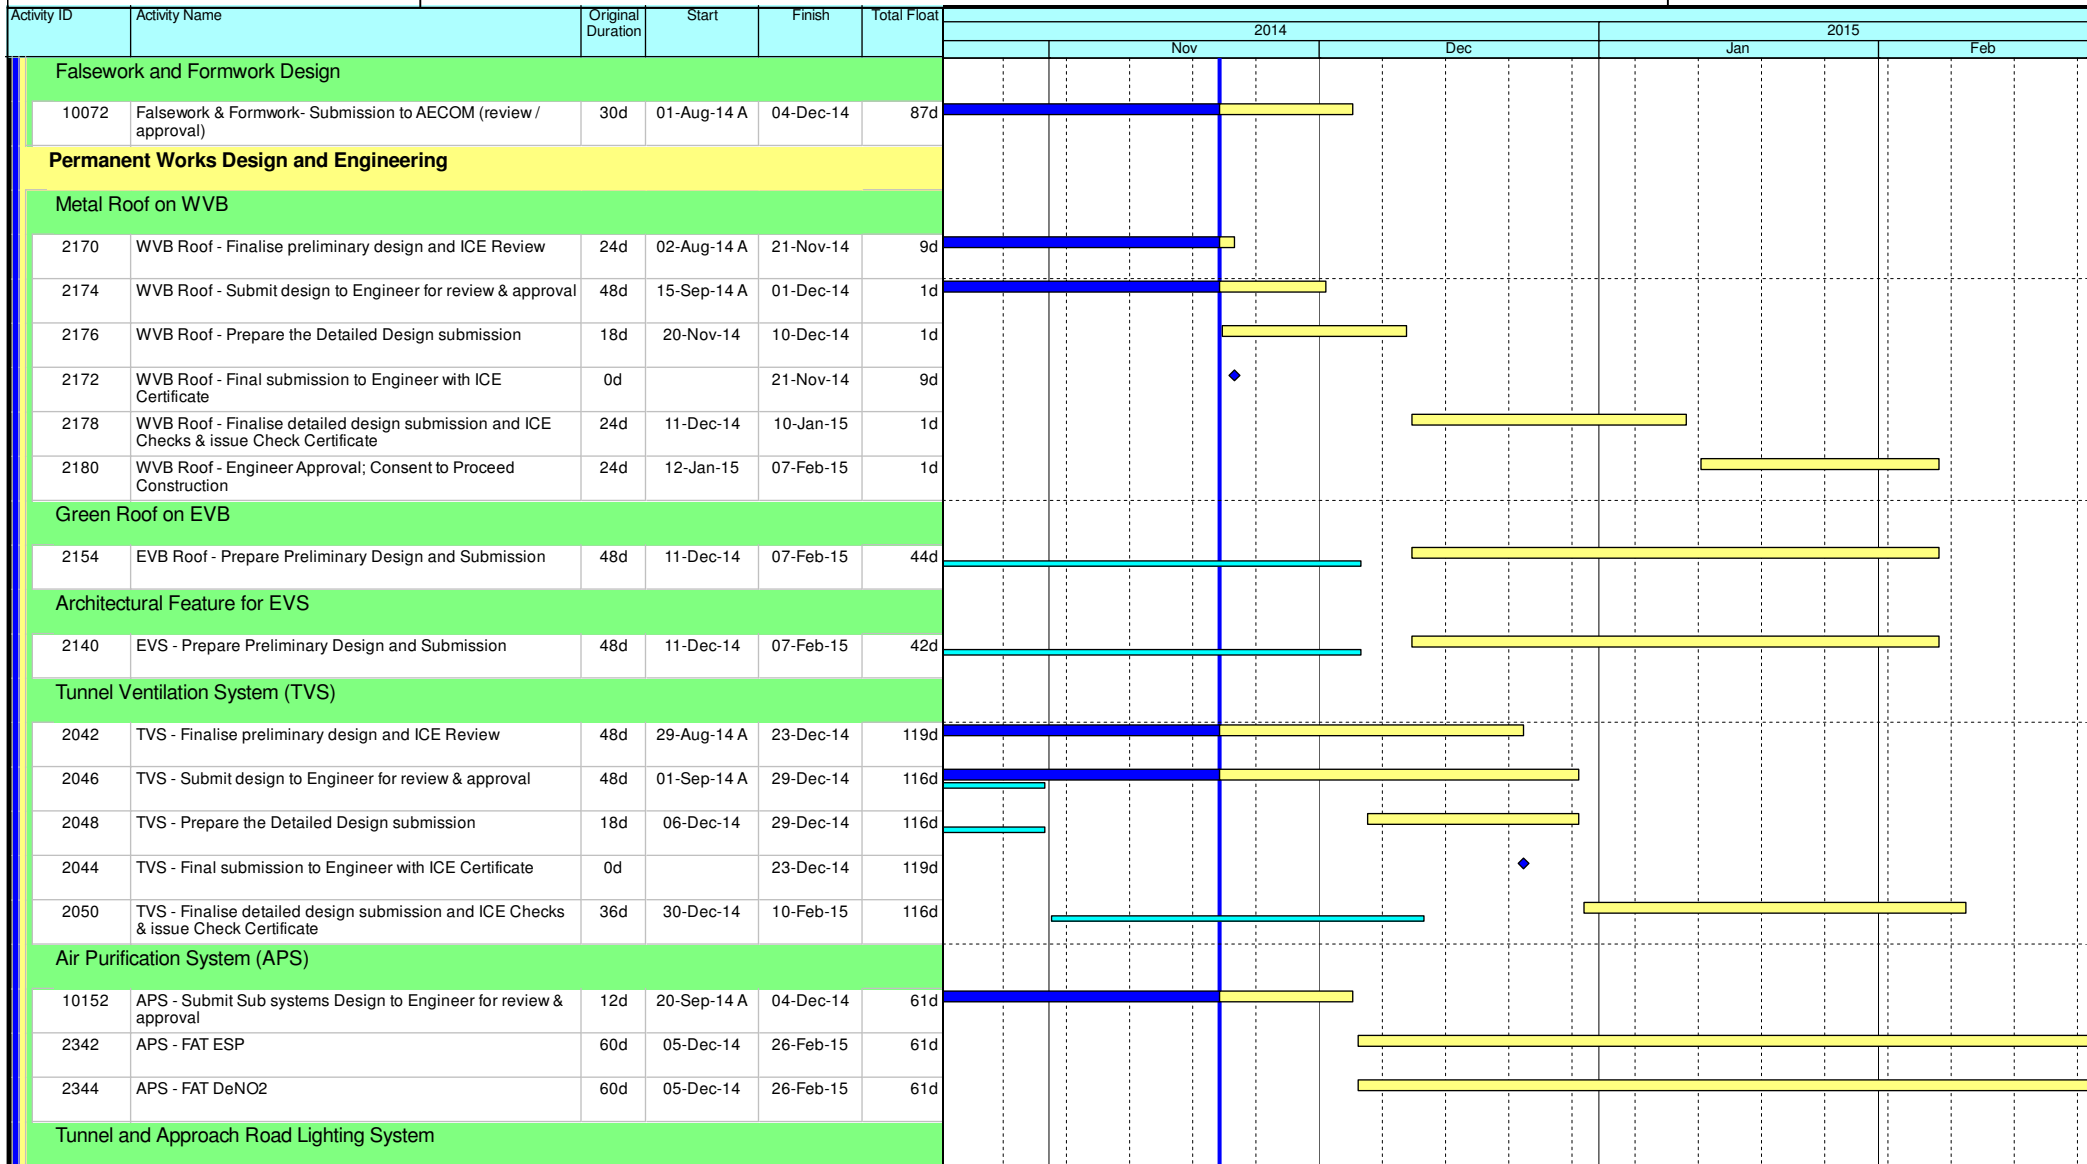 Activity ID Activity Name Original Start Finish Total Float
Duration
2014 2015
Nov Dec Jan Feb
Falsework and Formwork Design
10072 Falsework & Formwork- Submission to AECOM (review / 30d 01-Aug-14 A 04-Dec-14 87d
approval)
Permanent Works Design and Engineering
Metal Roof on WVB
2170 WVB Roof - Finalise preliminary design and ICE Review 24d 02-Aug-14 A 21-Nov-14 9d
2174 WVB Roof - Submit design to Engineer for review & approval 48d 15-Sep-14 A 01-Dec-14 1d
2176 WVB Roof - Prepare the Detailed Design submission 18d 20-Nov-14 10-Dec-14 1d
2172 WVB Roof - Final submission to Engineer with ICE 0d 21-Nov-14 9d
Certificate
2178 WVB Roof - Finalise detailed design submission and ICE 24d 11-Dec-14 10-Jan-15 1d
Checks & issue Check Certificate
2180 WVB Roof - Engineer Approval; Consent to Proceed 24d 12-Jan-15 07-Feb-15 1d
Construction
Green Roof on EVB
2154 EVB Roof - Prepare Preliminary Design and Submission 48d 11-Dec-14 07-Feb-15 44d
Architectural Feature for EVS
2140 EVS - Prepare Preliminary Design and Submission 48d 11-Dec-14 07-Feb-15 42d
Tunnel Ventilation System (TVS)
2042 TVS - Finalise preliminary design and ICE Review 48d 29-Aug-14 A 23-Dec-14 119d
2046 TVS - Submit design to Engineer for review & approval 48d 01-Sep-14 A 29-Dec-14 116d
2048 TVS - Prepare the Detailed Design submission 18d 06-Dec-14 29-Dec-14 116d
2044 TVS - Final submission to Engineer with ICE Certificate 0d 23-Dec-14 119d
2050 TVS - Finalise detailed design submission and ICE Checks 36d 30-Dec-14 10-Feb-15 116d
& issue Check Certificate
Air Purification System (APS)
10152 APS - Submit Sub systems Design to Engineer for review & 12d 20-Sep-14 A 04-Dec-14 61d
approval
2342 APS - FAT ESP 60d 05-Dec-14 26-Feb-15 61d
2344 APS - FAT DeNO2 60d 05-Dec-14 26-Feb-15 61d
Tunnel and Approach Road Lighting System